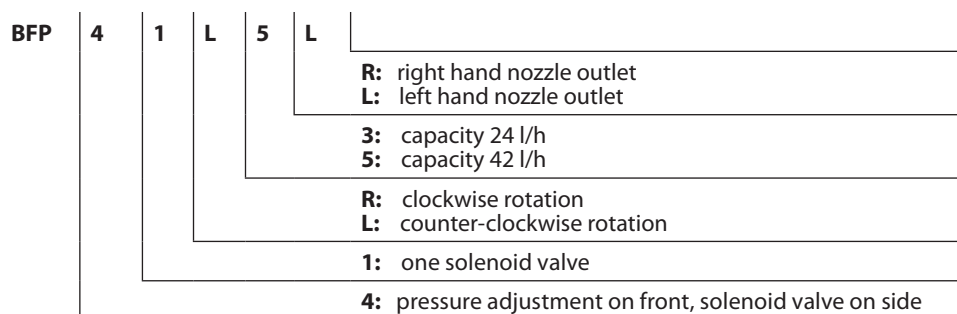 BFP 4 1 L 5 L
R: right hand nozzle outlet
L: left hand nozzle outlet
3: capacity 24 l/h
5: capacity 42 l/h
R: clockwise rotation
L: counter-clockwise rotation
1: one solenoid valve
4: pressure adjustment on front, solenoid valve on side